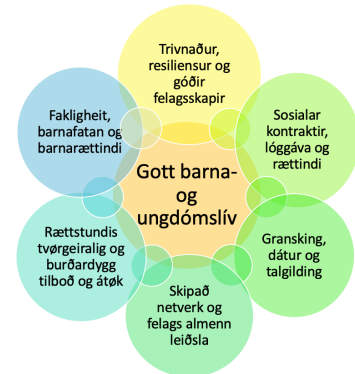 Trivnaður,
resiliensur og
góðir
felagsskapir
Sosialar
kontraktir,
lóggáva og
rættindi
Gransking,
dátur og
talgilding
Skipað
netverk og
felags almenn
leiðsla
Rættstundis
tvørgeiralig og
burðardygg
tilboð og átøk
Fakligheit,
barnafatan og
barnarættindi
Gott barna-
og
ungdómslív